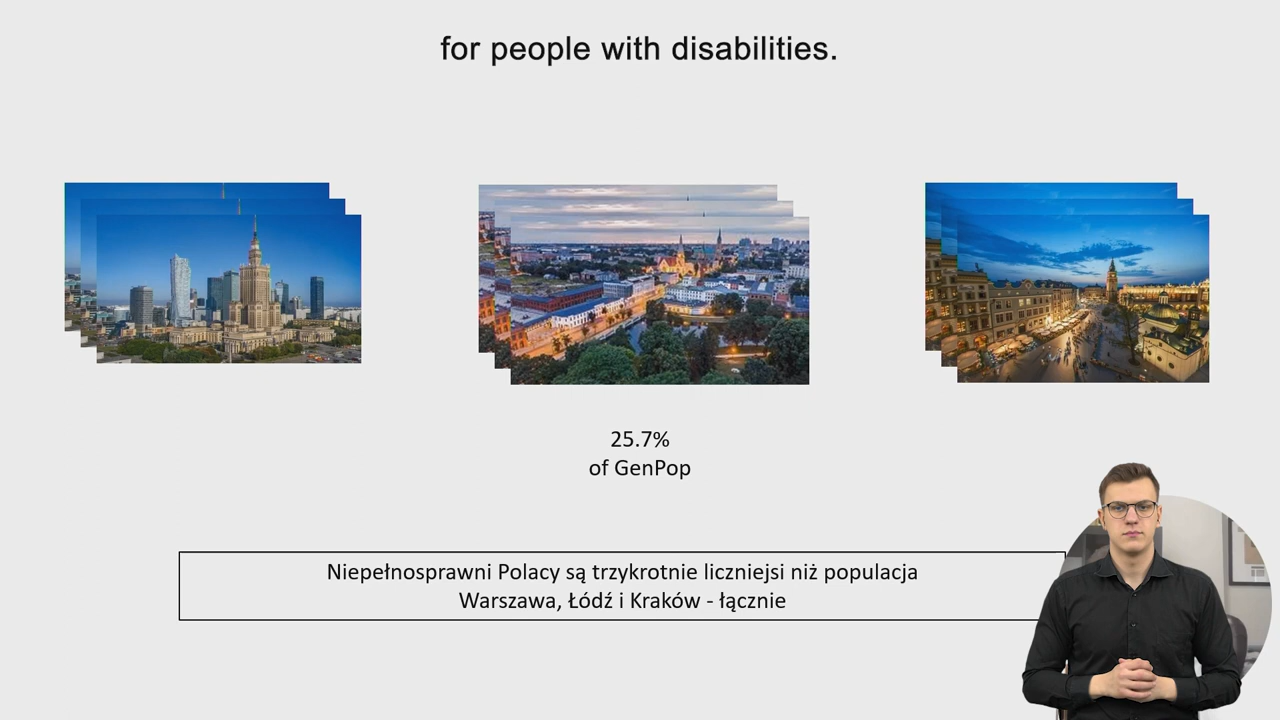 for people with disabilities.
25.7%
of GenPop
Niepełnosprawni Polacy są trzykrotnie liczniejsi niż populacja
Warszawa, Łódź i Kraków - łącznie